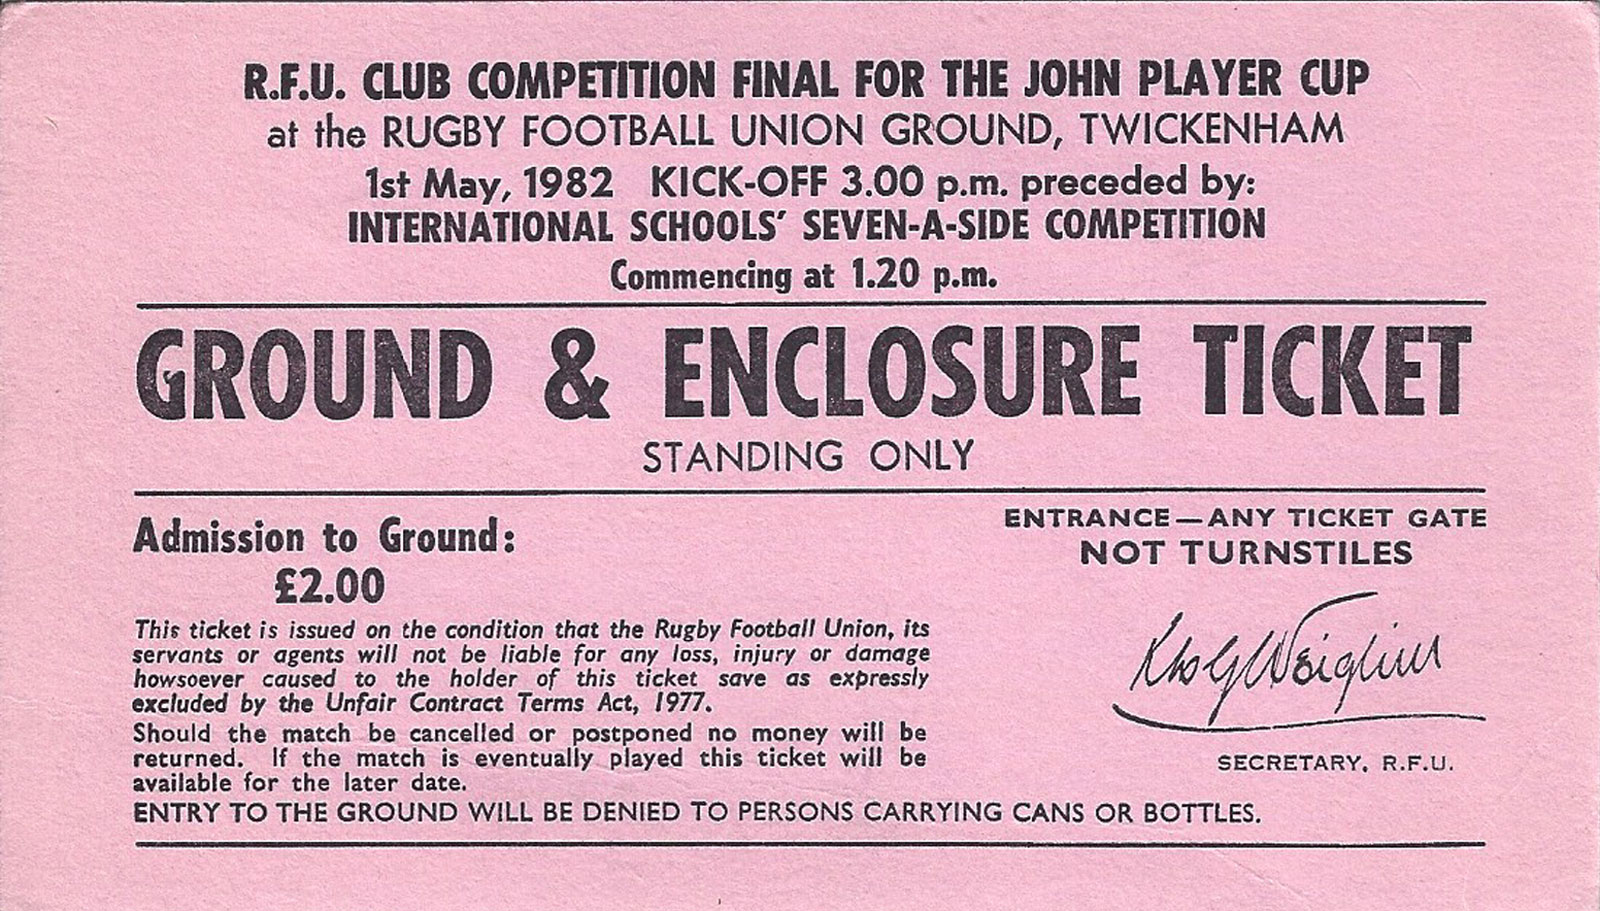 R.F.U. CLUB COMPETITION FINAL FOR THE JOHN PLAYER CUP
at the RUGBY FOOTBALL UNION GROUND, TWICKENHAM
1st May, 1982 KICK-OFF 3.00 p.m. preceded by:
INTERNATIONAL SCHOOLS' SEVEN-A-SIDE COMPETITION
Commencing at 1.20 p.m.
GROUND & ENCLOSURE TICKET
STANDING ONLY
Admission to Ground:
£2.00
ENTRANCE—ANY TICKET GATE
NOT TURNSTILES
This ticket is issued on the condition that the Rugby Football Union, its
servants or agents will not be liable for any loss, injury or damage
howsoever caused to the holder of this ticket save as expressly
excluded by the Unfair Contract Terms Act, 1977.
Should the match be cancelled or postponed no money will be
returned. If the match is eventually played this ticket will be
available for the later date.
SECRETARY, R.F.U.
ENTRY TO THE GROUND WILL BE DENIED TO PERSONS CARRYING CANS OR BOTTLES.